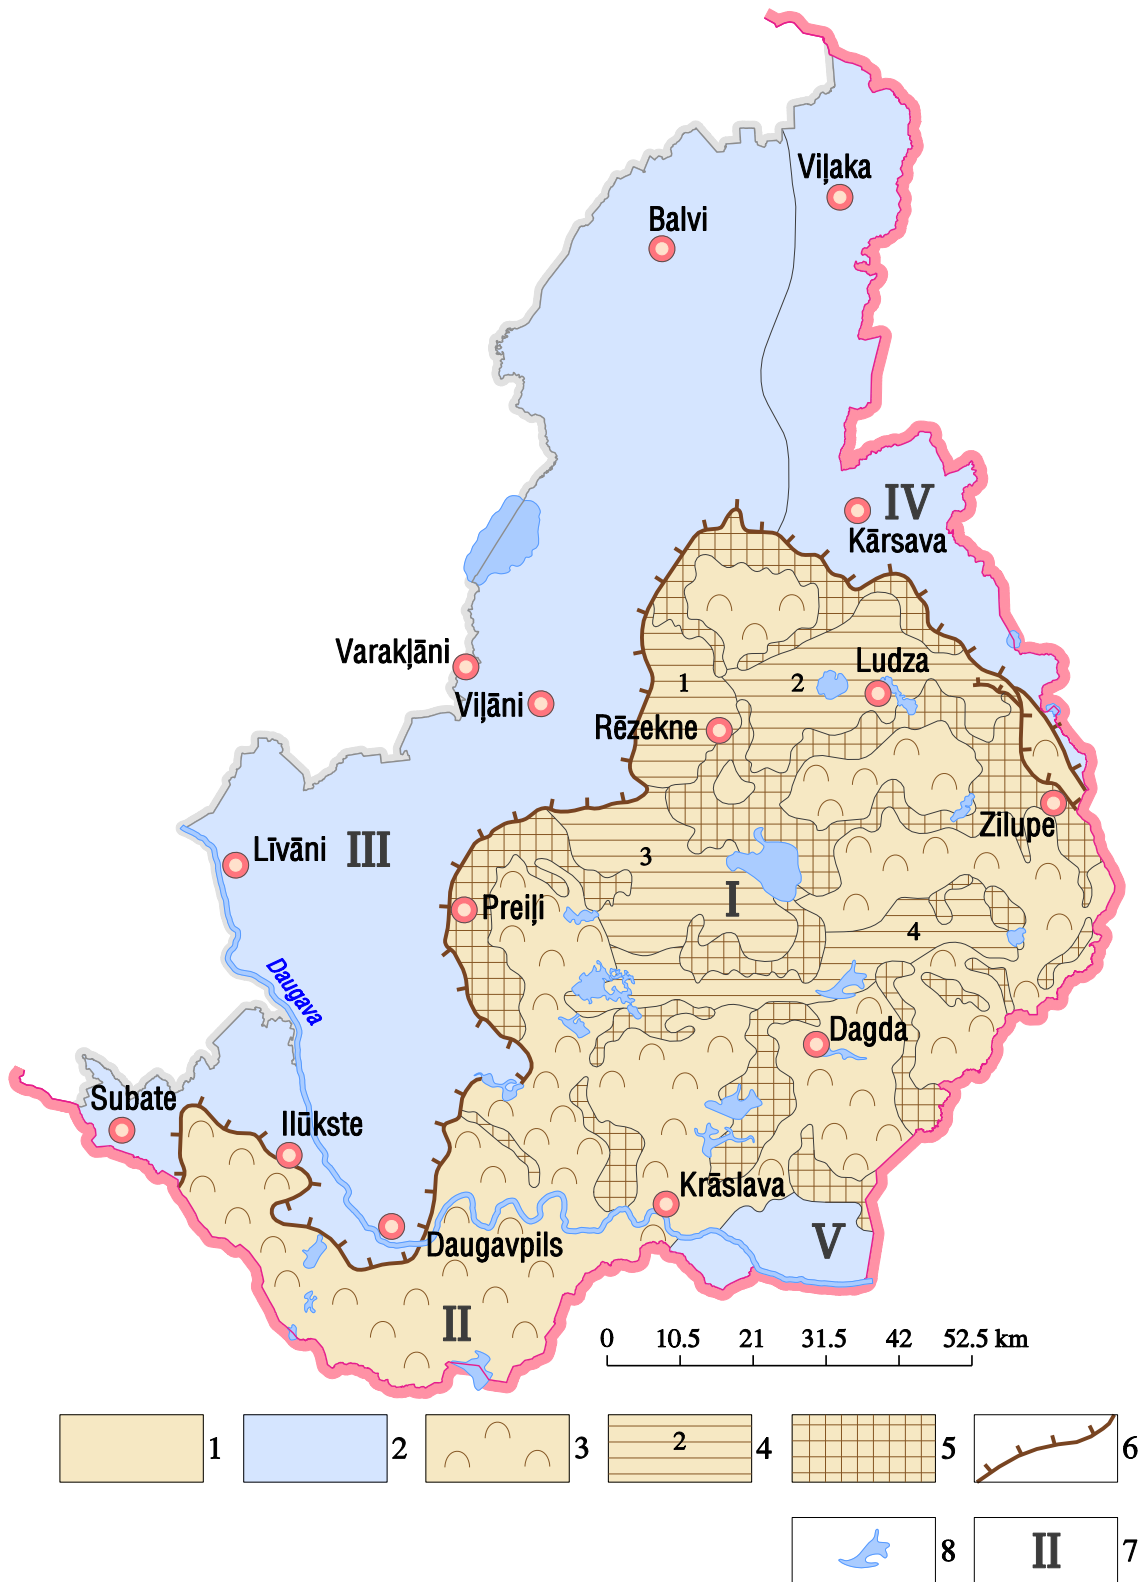 Viļaka
Balvi
IV
Kārsava
Varakļāni
Ludza
1
2
Viļāni
Rēzekne
Zilupe
Līvāni
III
3
I
Preiļi
4
Daugava
Dagda
Subate
Ilūkste
Krāslava
V
Daugavpils
II
0 10.5 21 31.5 42 52.5 km
1 2 3 2 4 5 6
8 II 7